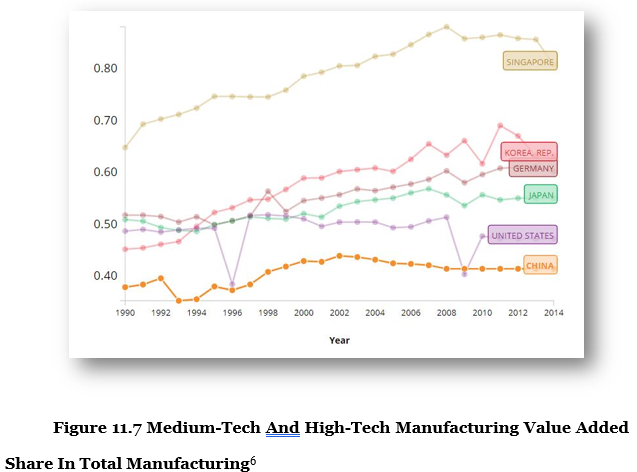 0.80
SINGAPORE
0.70
KOREA, REP.
0.60
GERMANY
JAPAN
0.50
UNITED STATES
0.40
CHINA
1990 1992 1994 1996 1998 2000 2002 2004 2006 2008 2010 2012 2014
Year
Figure 11.7 Medium-Tech And High-Tech Manufacturing Value Added
Share In Total Manufacturing⁶